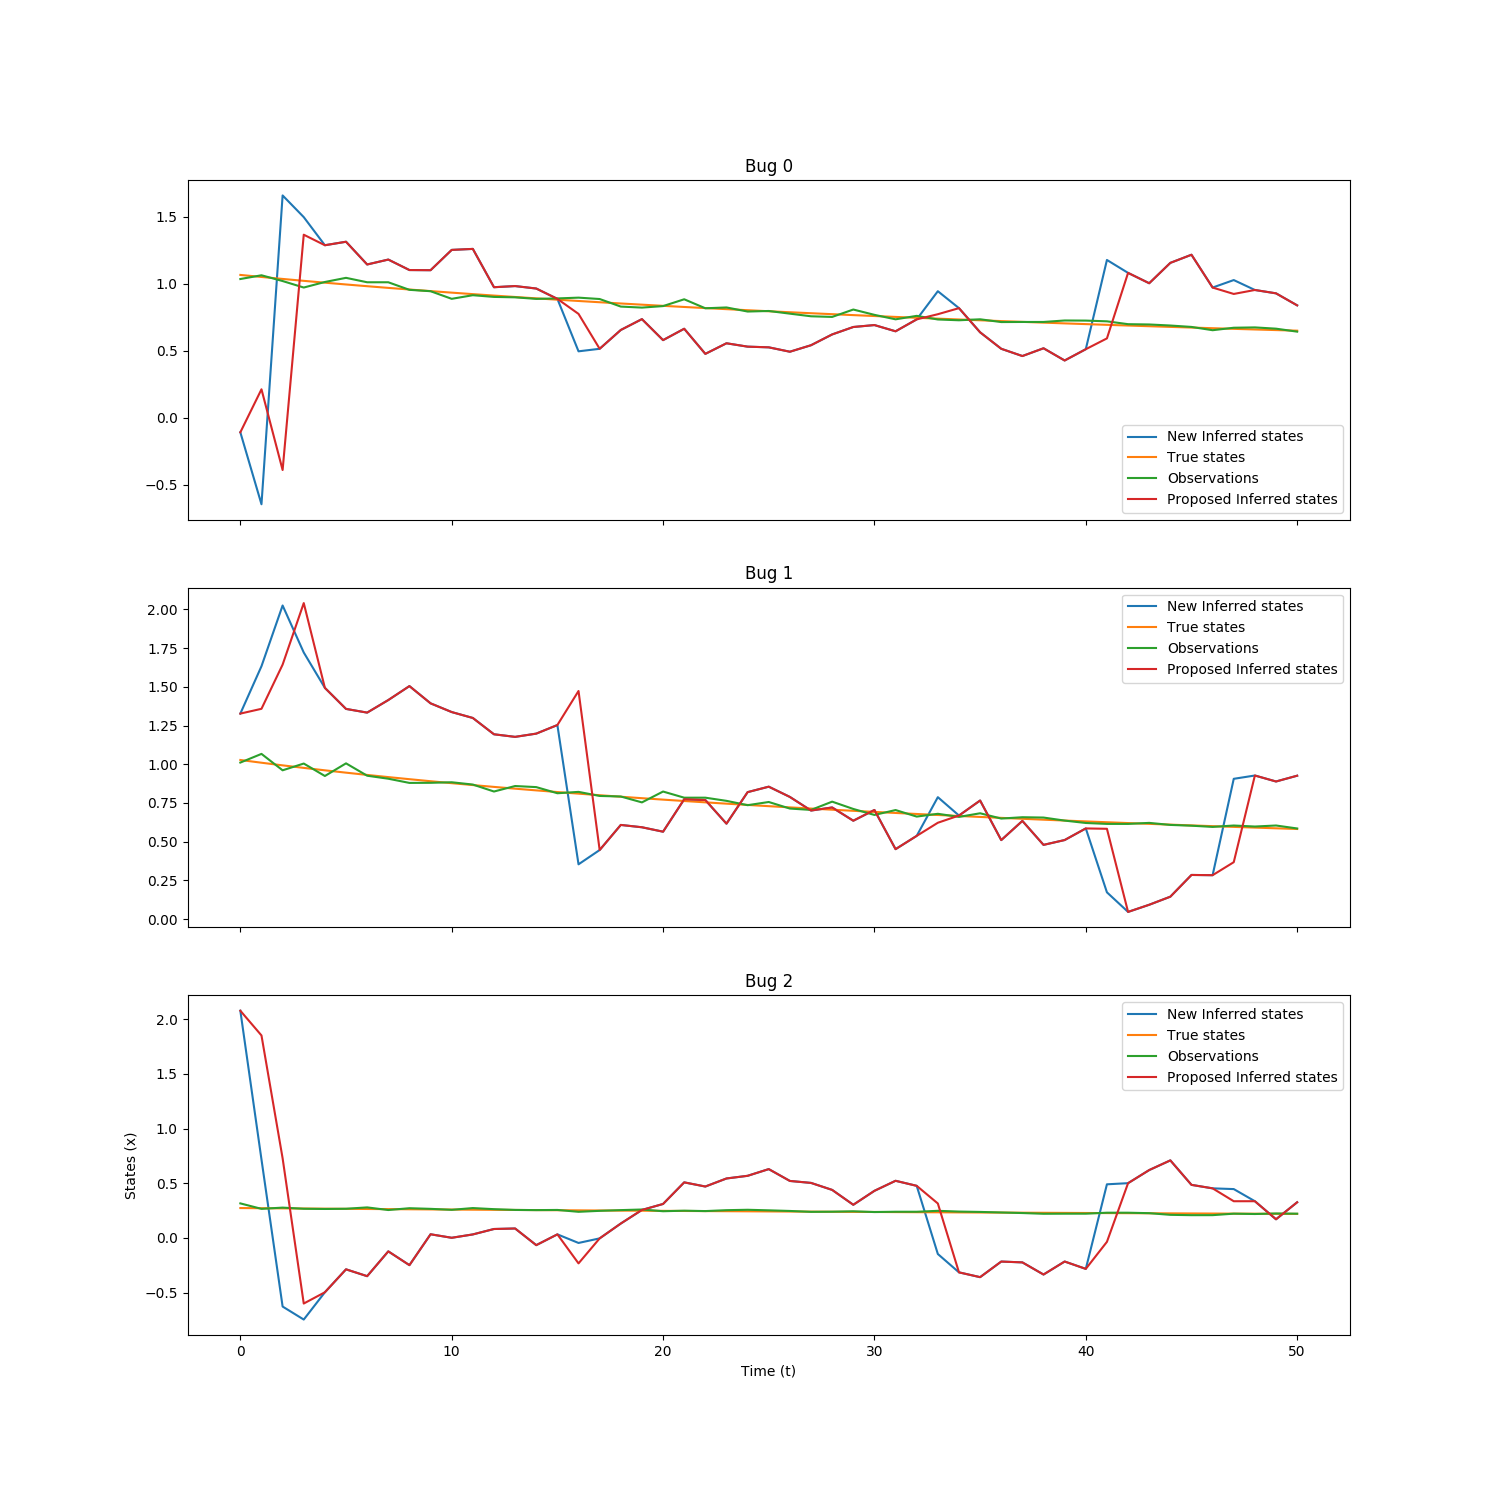 Bug 0
1.5
1.0
0.5
0.0
−0.5
New Inferred states
True states
Observations
Proposed Inferred states
Bug 1
2.00
1.75
1.50
1.25
1.00
0.75
0.50
0.25
0.00
New Inferred states
True states
Observations
Proposed Inferred states
Bug 2
2.0
1.5
1.0
0.5
0.0
−0.5
States (x)
New Inferred states
True states
Observations
Proposed Inferred states
0 10 20 30 40 50
Time (t)